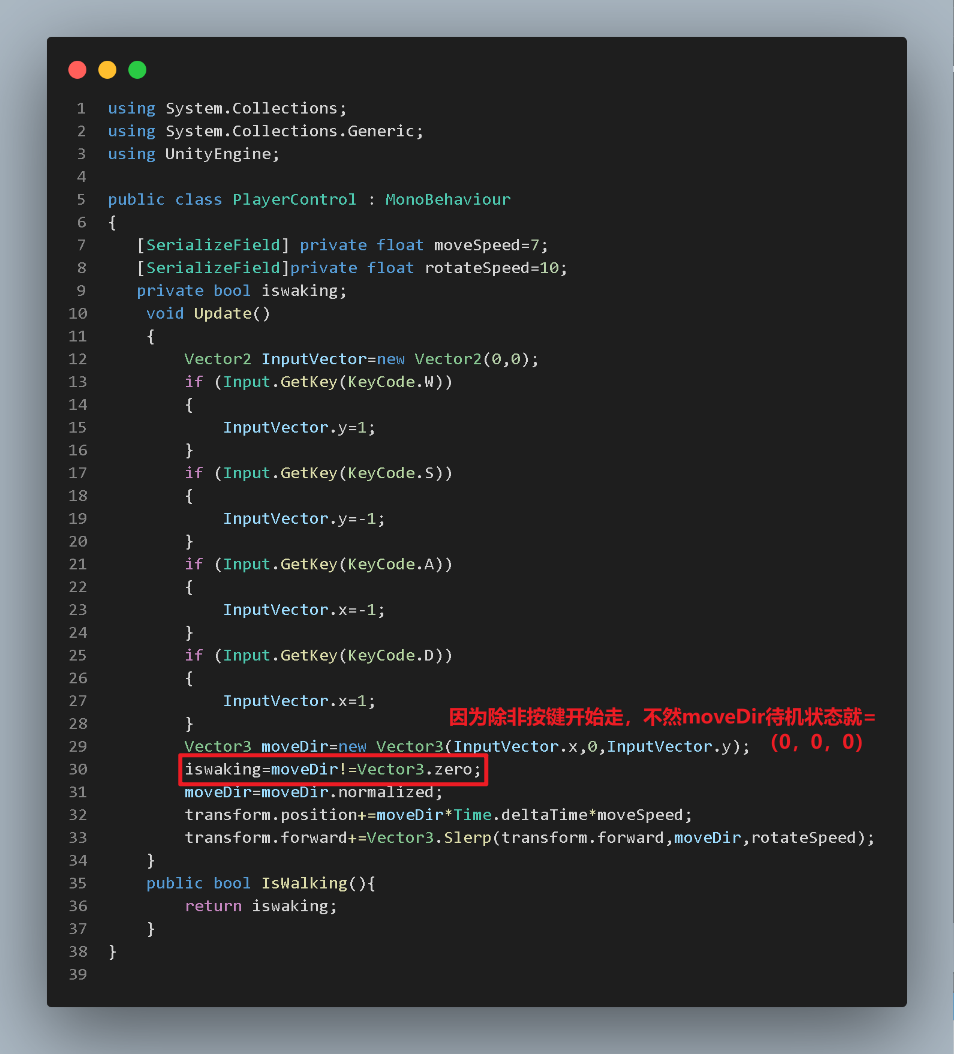 1 using System.Collections;
2 using System.Collections.Generic;
3 using UnityEngine;
4
5 public class PlayerControl : MonoBehaviour
6 {
7    [SerializeField] private float moveSpeed=7;
8    [SerializeField]private float rotateSpeed=10;
9    private bool iswaking;
10     void Update()
11     {
12         Vector2 InputVector=new Vector2(0,0);
13         if (Input.GetKey(KeyCode.W))
14         {
15             InputVector.y=1;
16         }
17         if (Input.GetKey(KeyCode.S))
18         {
19             InputVector.y=-1;
20         }
21         if (Input.GetKey(KeyCode.A))
22         {
23             InputVector.x=-1;
24         }
25         if (Input.GetKey(KeyCode.D))
26         {
27             InputVector.x=1;
28         }
因为除非按键开始走，不然moveDir待机状态就=
（0，0，0）
29         Vector3 moveDir=new Vector3(InputVector.x,0,InputVector.y);
30         iswaking=moveDir!=Vector3.zero;
31         moveDir=moveDir.normalized;
32         transform.position+=moveDir*Time.deltaTime*moveSpeed;
33         transform.forward+=Vector3.Slerp(transform.forward,moveDir,rotateSpeed);
34     }
35     public bool IsWalking(){
36         return iswaking;
37     }
38 }
39